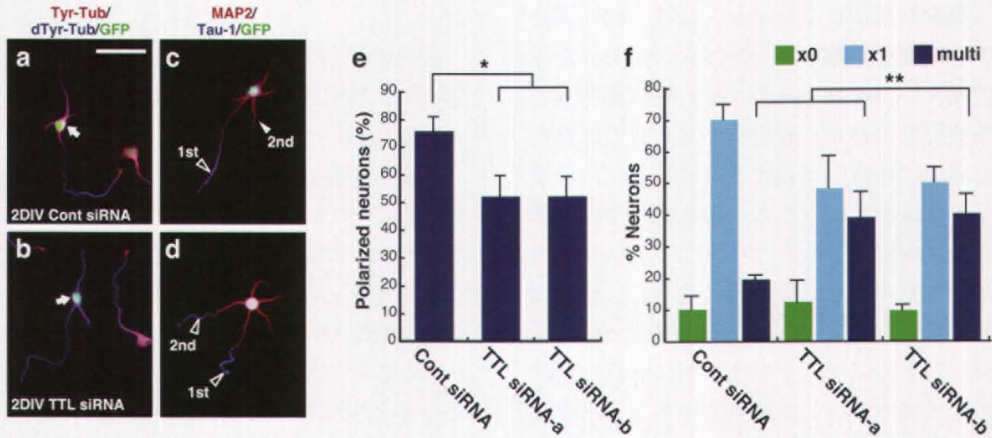 Tyr-Tub/
dTyr-Tub/GFP
MAP2/
Tau-1/GFP
a
c
1st
2nd
2DIV Cont siRNA
b
d
2nd
1st
2DIV TTL siRNA
e
*
Polarized neurons (%)
90
80
70
60
50
40
30
20
10
0
Cont siRNA
TTL siRNA-a
TTL siRNA-b
f
x0
x1
multi
**
% Neurons
80
70
60
50
40
30
20
10
0
Cont siRNA
TTL siRNA-a
TTL siRNA-b